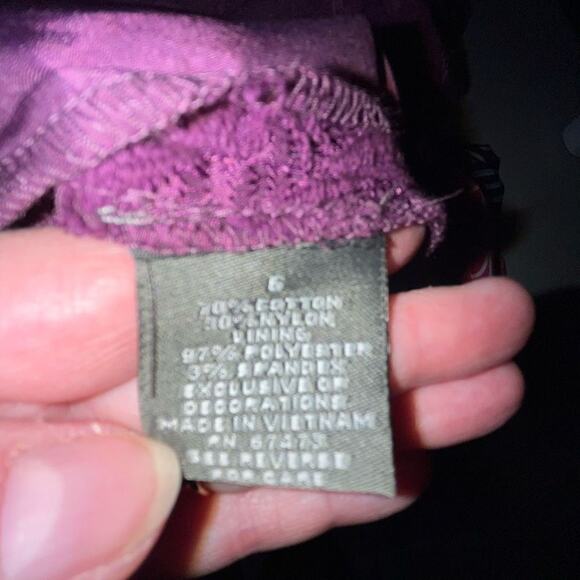 6
70% COTTON
30% NYLON
LINING
97% POLYESTER
3% SPANDEX
EXCLUSIVE OF
DECORATIONS.
MADE IN VIETNAM
RN 67473
SEE REVERSE
FOR CARE